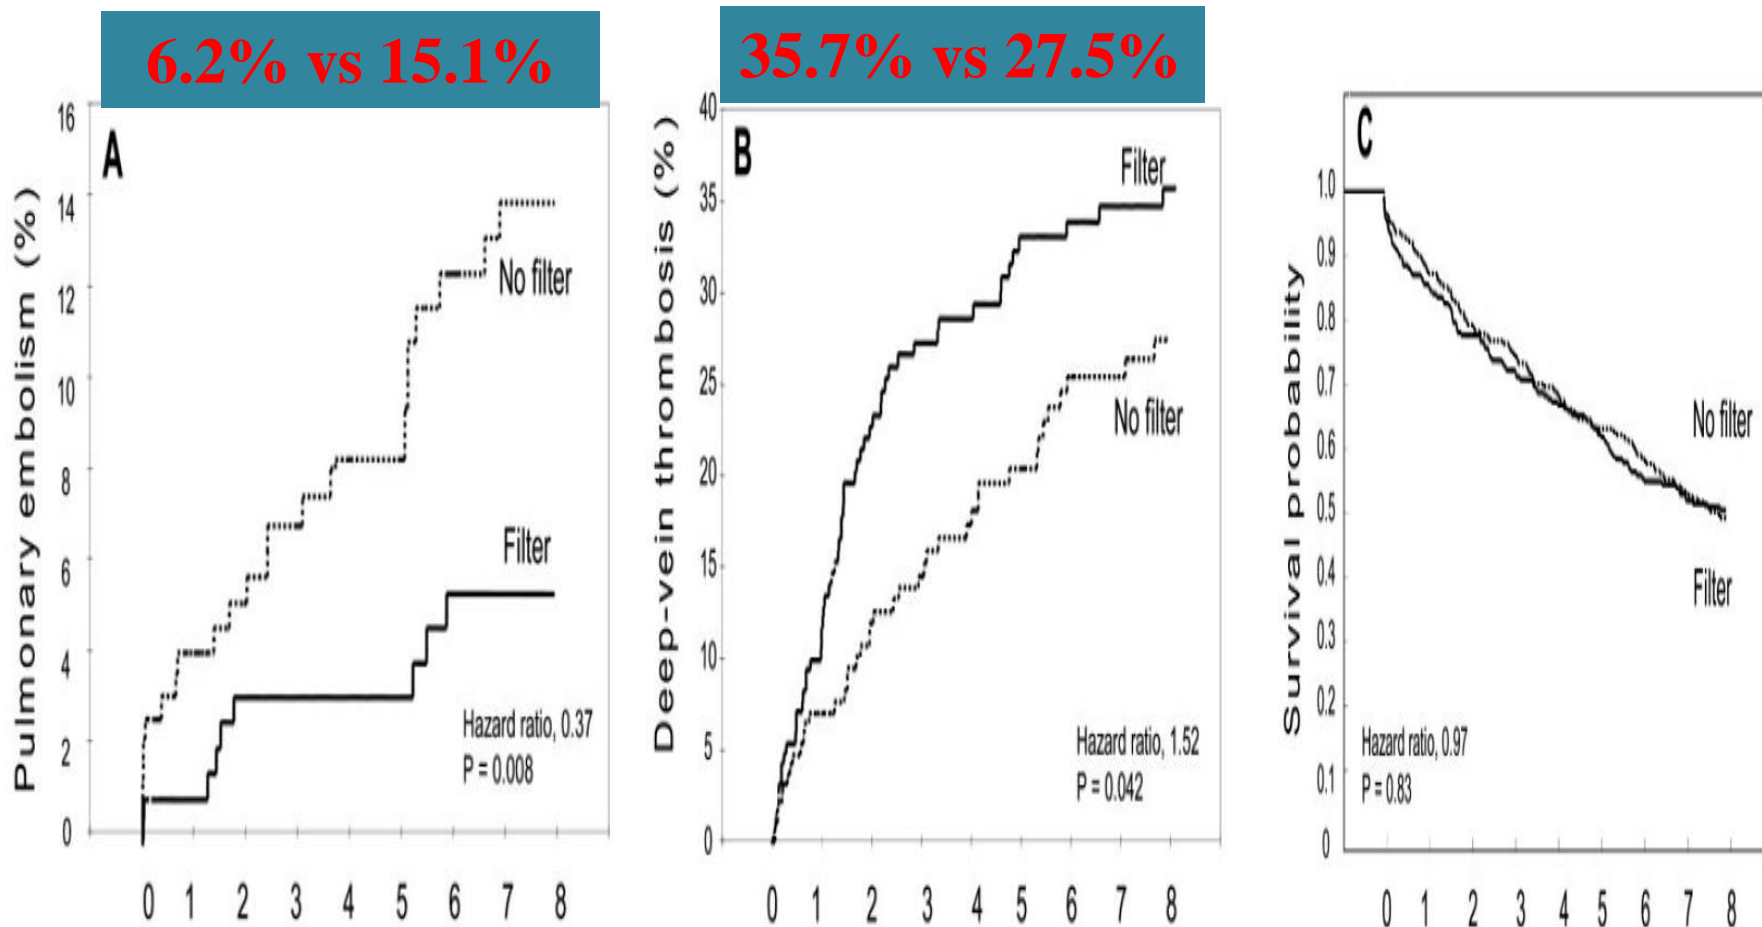 6.2% vs 15.1%
16
14
12
10
8
6
4
2
0
Pulmonary embolism (%)
A
No filter
Filter
Hazard ratio, 0.37
P = 0.008
0 1 2 3 4 5 6 7 8
35.7% vs 27.5%
40
35
30
25
20
15
10
5
0
Deep-vein thrombosis (%)
B
Filter
No filter
Hazard ratio, 1.52
P = 0.042
0 1 2 3 4 5 6 7 8
C
1.0
0.9
0.8
0.7
0.6
0.5
0.4
0.3
0.2
0.1
0
Survival probability
No filter
Filter
Hazard ratio, 0.97
P = 0.83
0 1 2 3 4 5 6 7 8